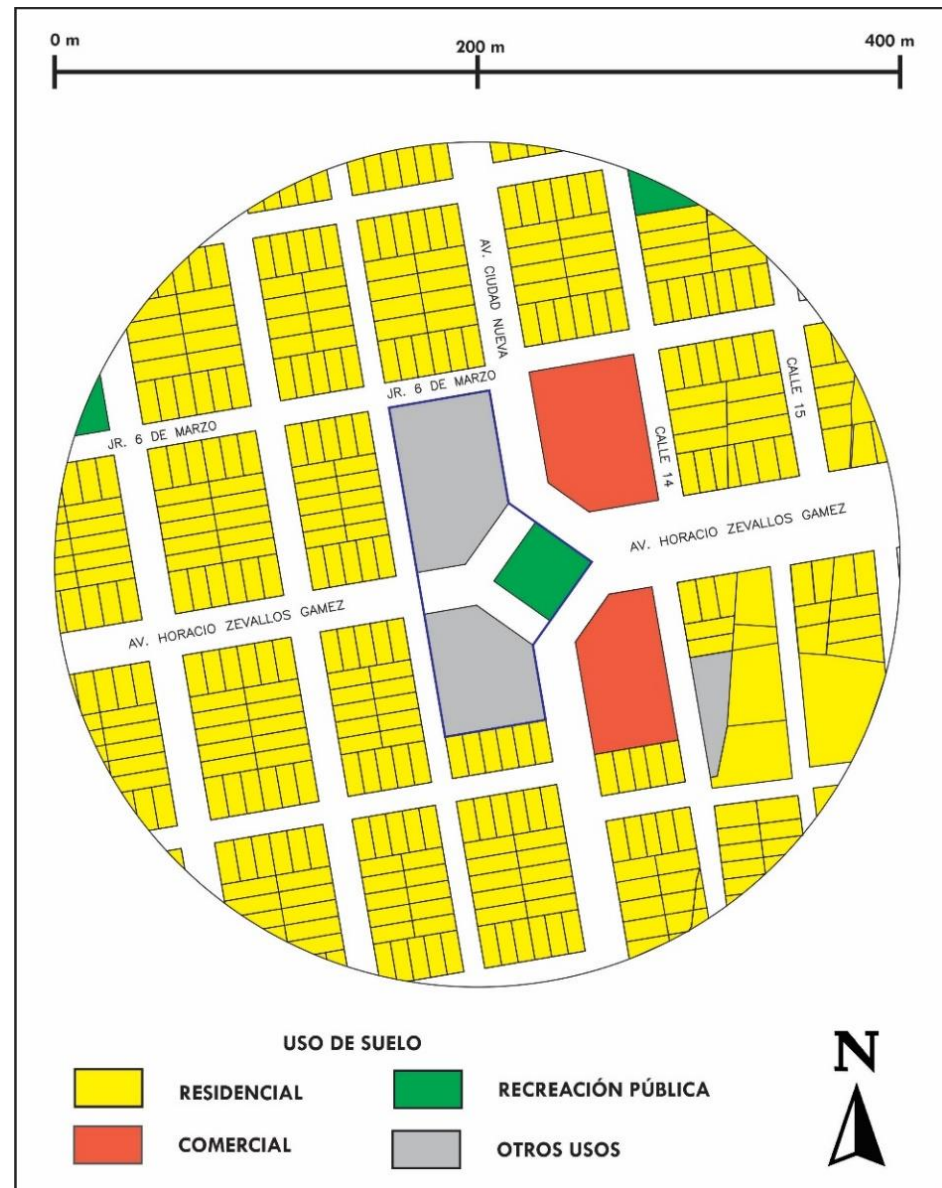 0 m
200 m
400 m
AV. CIUDAD NUEVA
JR. 6 DE MARZO
JR. 6 DE MARZO
CALLE 15
CALLE 14
AV. HORACIO ZEVALLOS GAMEZ
AV. HORACIO ZEVALLOS GAMEZ
USO DE SUELO
RESIDENCIAL
RECREACIÓN PÚBLICA
COMERCIAL
OTROS USOS
N